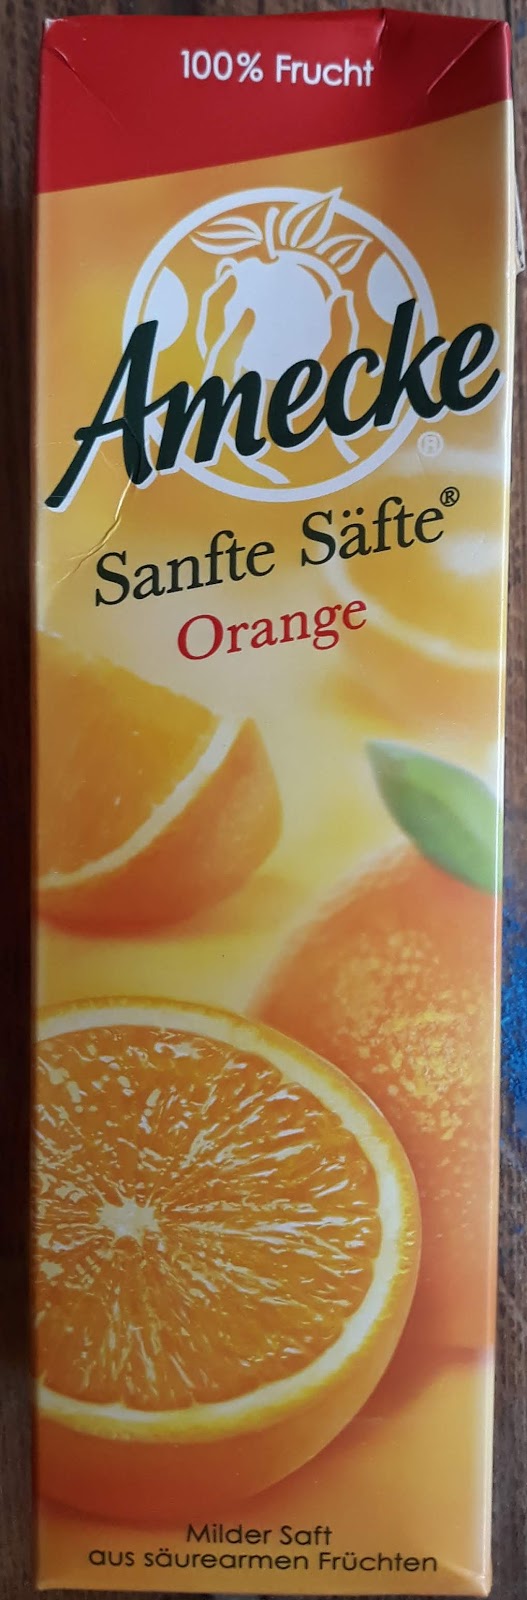 100% Frucht
Amecke
®
Sanfte Säfte®
Orange
Milder Saft
aus säurearmen Früchten